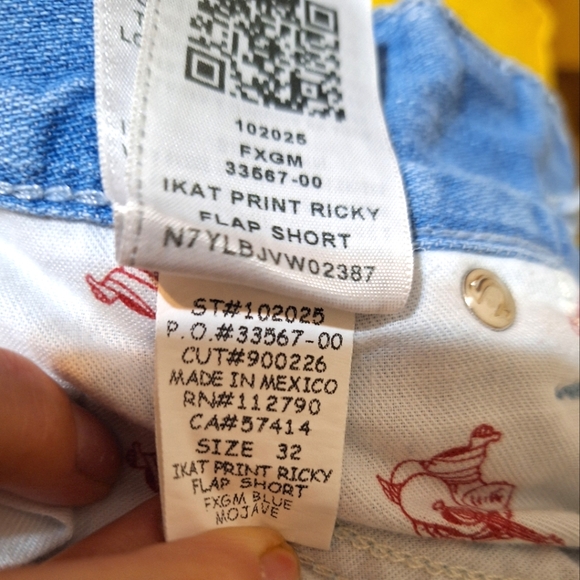 102025
FXGM
33567-00
IKAT PRINT RICKY
FLAP SHORT
N7YLBJVW02387
ST#102025
P.O.#33567-00
CUT#900226
MADE IN MEXICO
RN#112790
CA#57414
SIZE 32
IKAT PRINT RICKY
FLAP SHORT
FXGM BLUE
MOJAVE